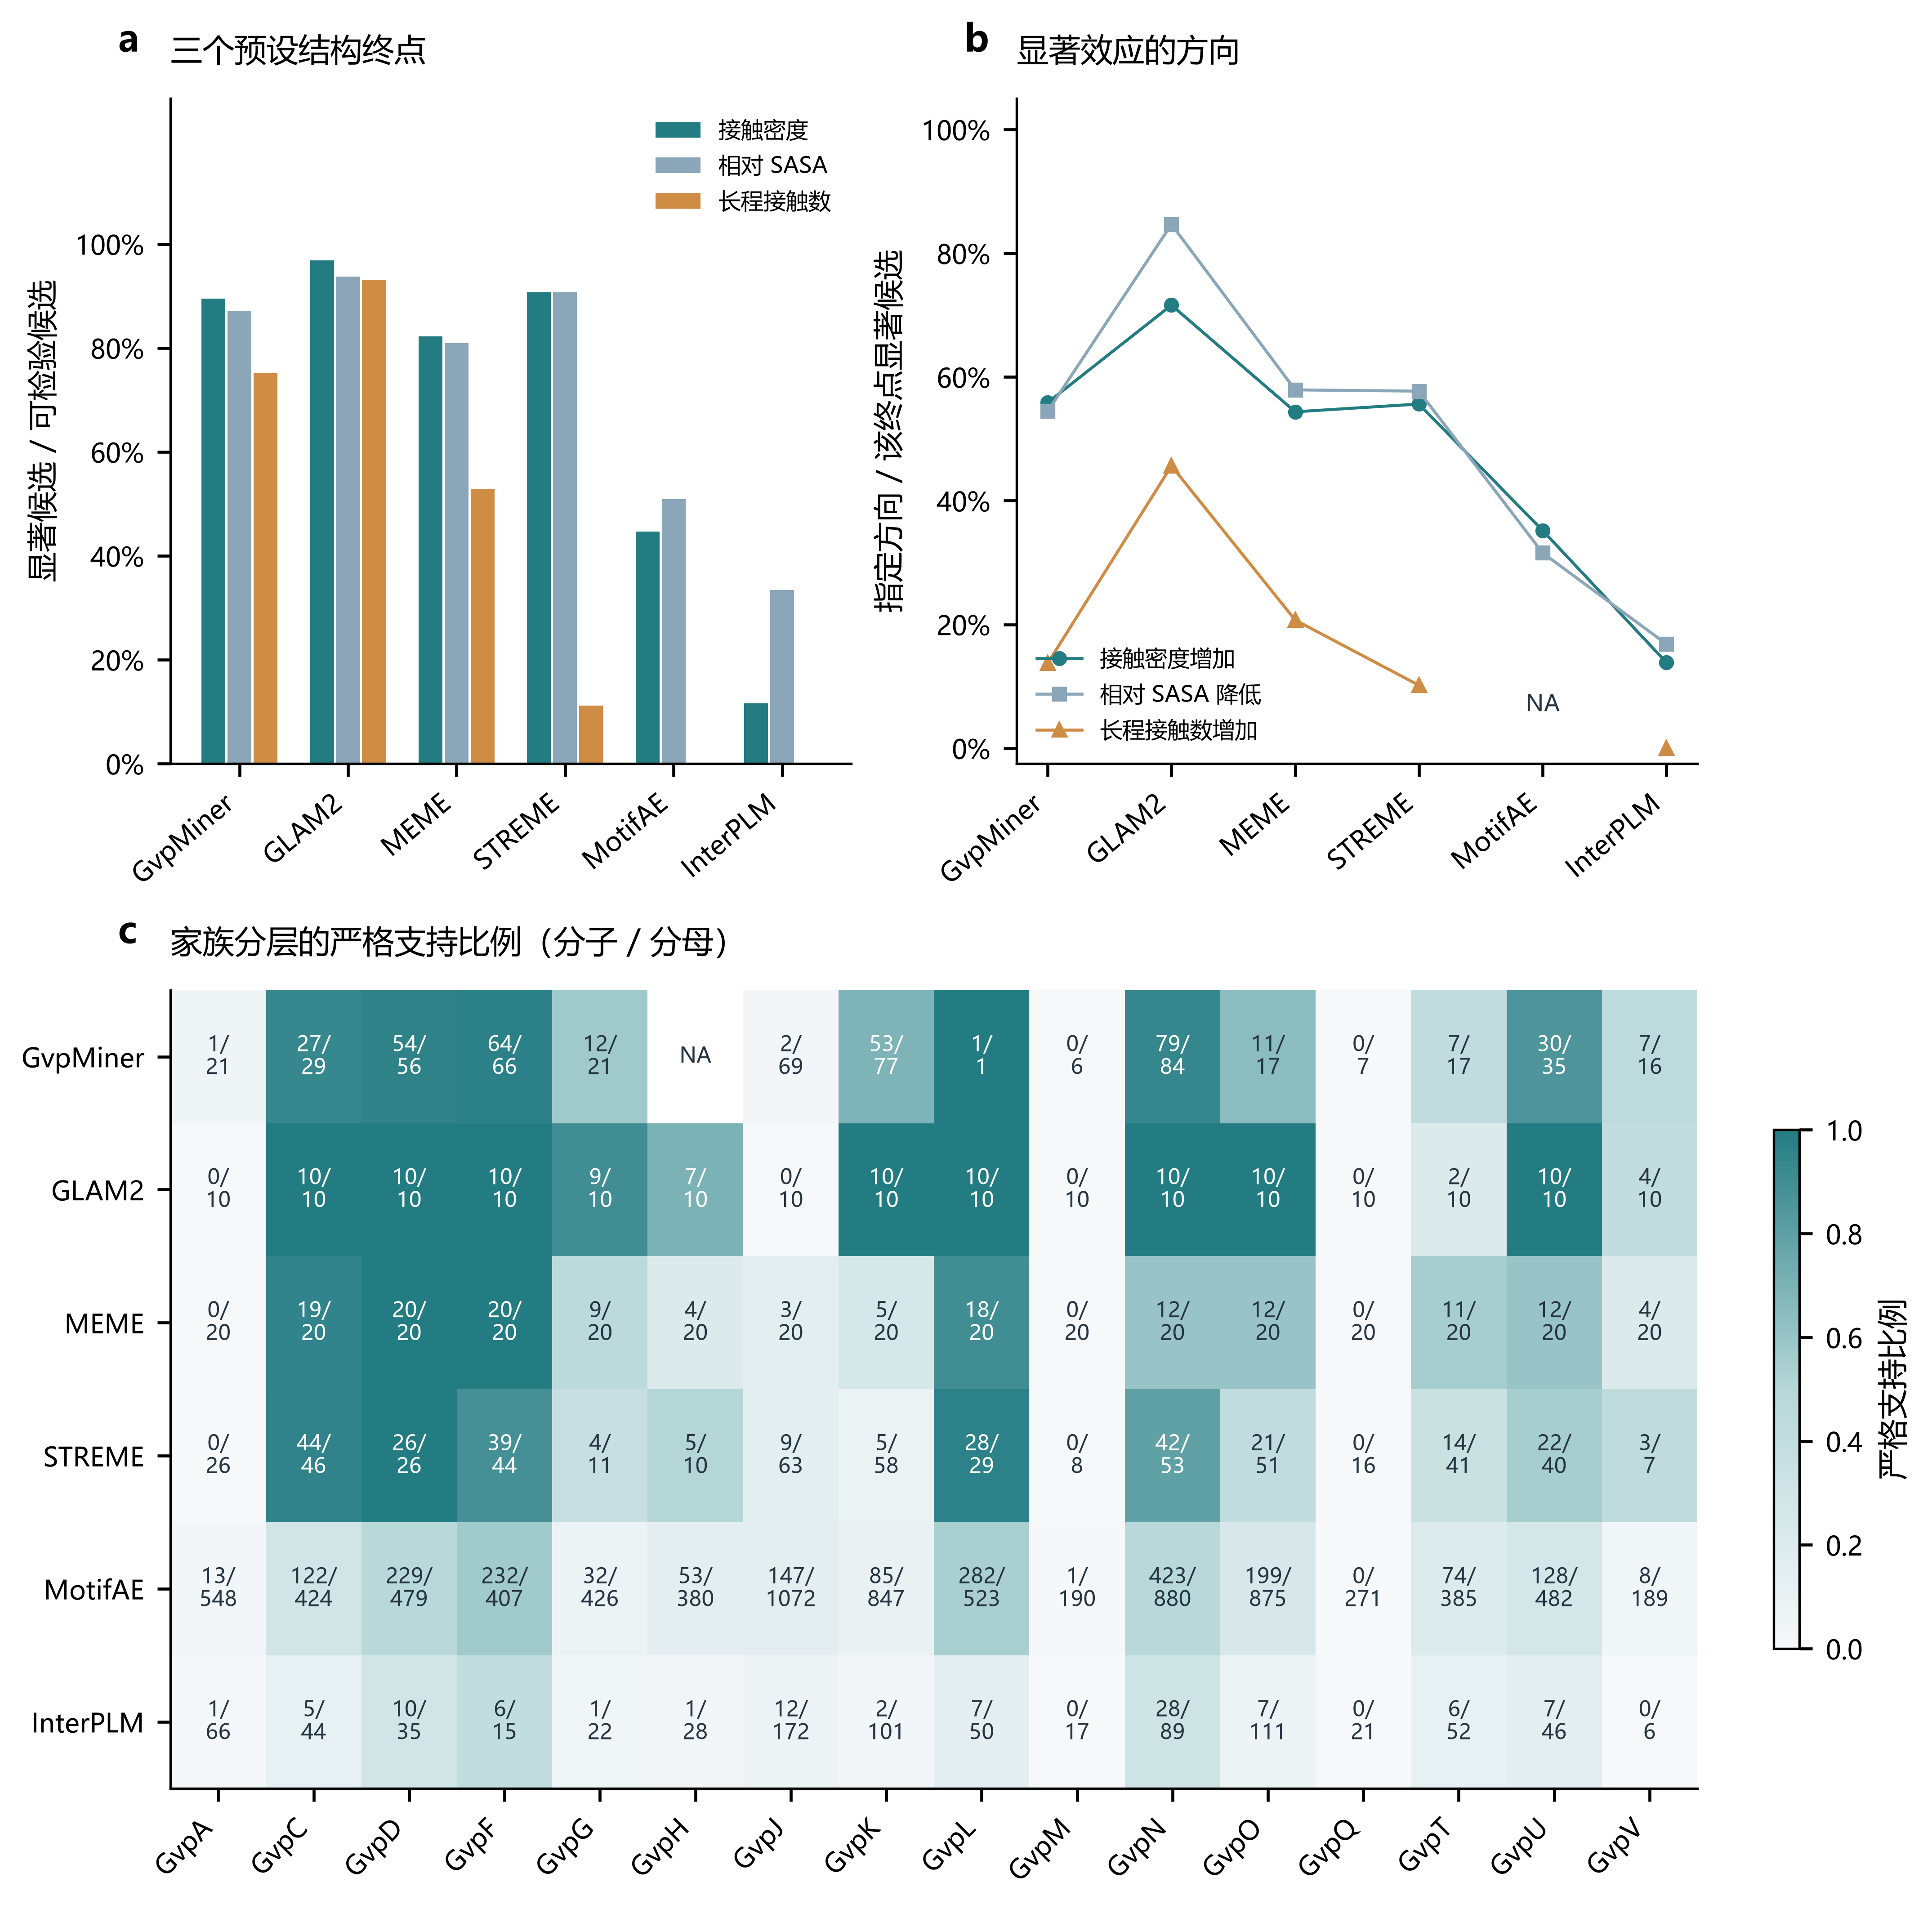 a 三个预设结构终点
显著候选 / 可检验候选
100%
80%
60%
40%
20%
0%
接触密度
相对 SASA
长程接触数
GvpMiner
GLAM2
MEME
STREME
MotifAE
InterPLM
b 显著效应的方向
指定方向 / 该终点显著候选
100%
80%
60%
40%
20%
0%
接触密度增加
相对 SASA 降低
长程接触数增加
NA
GvpMiner
GLAM2
MEME
STREME
MotifAE
InterPLM
c 家族分层的严格支持比例（分子 / 分母）
GvpMiner
1/ 27/ 54/ 64/ 12/ NA 2/ 53/ 1/ 0/ 79/ 11/ 0/ 7/ 30/ 7/
21 29 56 66 21 69 77 1 6 84 17 7 17 35 16
GLAM2
0/ 10/ 10/ 10/ 9/ 7/ 0/ 10/ 10/ 0/ 10/ 10/ 0/ 2/ 10/ 4/
10 10 10 10 10 10 10 10 10 10 10 10 10 10 10 10
MEME
0/ 19/ 20/ 20/ 9/ 4/ 3/ 5/ 18/ 0/ 12/ 12/ 0/ 11/ 12/ 4/
20 20 20 20 20 20 20 20 20 20 20 20 20 20 20 20
STREME
0/ 44/ 26/ 39/ 4/ 5/ 9/ 5/ 28/ 0/ 42/ 21/ 0/ 14/ 22/ 3/
26 46 26 44 11 10 63 58 29 8 53 51 16 41 40 7
MotifAE
13/ 122/ 229/ 232/ 32/ 53/ 147/ 85/ 282/ 1/ 423/ 199/ 0/ 74/ 128/ 8/
548 424 479 407 426 380 1072 847 523 190 880 875 271 385 482 189
InterPLM
1/ 5/ 10/ 6/ 1/ 1/ 12/ 2/ 7/ 0/ 28/ 7/ 0/ 6/ 7/ 0/
66 44 35 15 22 28 172 101 50 17 89 111 21 52 46 6
GvpA
GvpC
GvpD
GvpF
GvpG
GvpH
GvpJ
GvpK
GvpL
GvpM
GvpN
GvpO
GvpQ
GvpT
GvpU
GvpV
1.0
0.8
0.6
0.4
0.2
0.0
严格支持比例